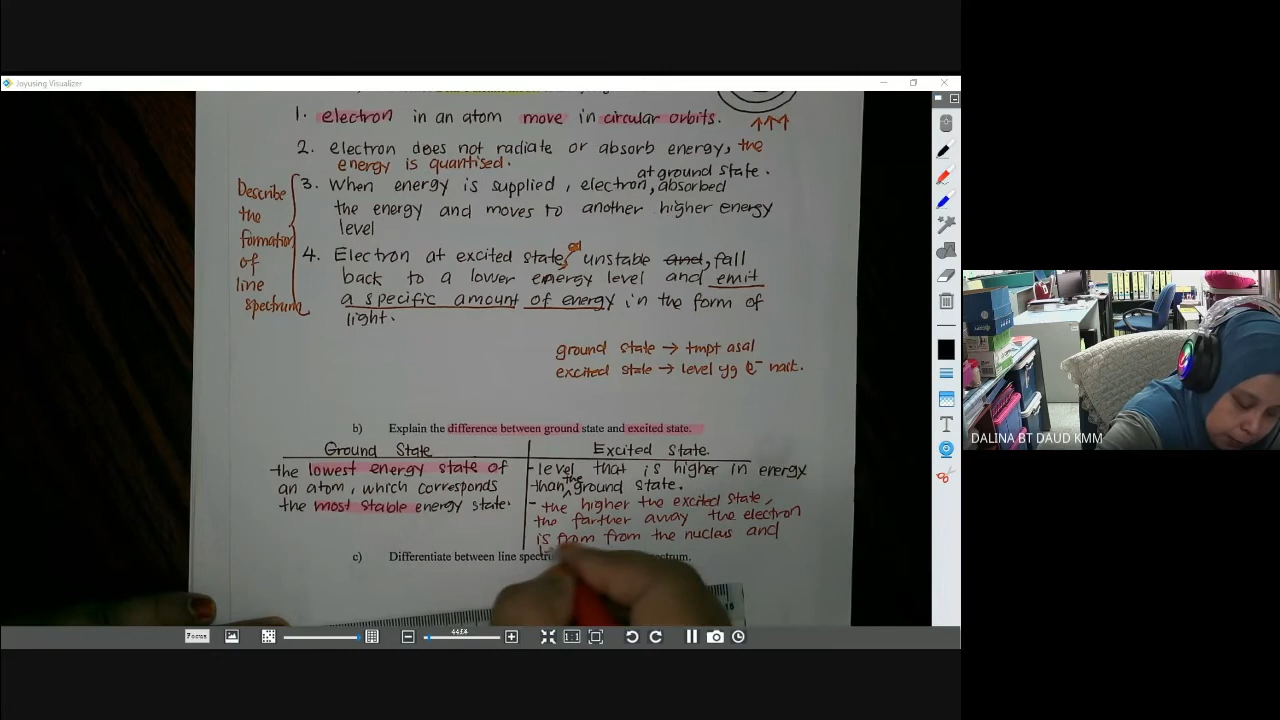 Joyusing Visualizer
1. electron in an atom move in circular orbits.
2. electron does not radiate or absorb energy, the
energy is quantised.
at ground state.
3. When energy is supplied, electron, absorbed
the energy and moves to another higher energy
level
Describe
the
formation
of
line
spectrum
4. Electron at excited state unstable and, fall
back to a lower energy level and emit
a specific amount of energy in the form of
light.
ground state → tmpt asal
excited state → level yg e⁻ naik.
b) Explain the difference between ground state and excited state.
Ground State Excited State.
the lowest energy state of
an atom, which corresponds
the most stable energy state.
- level that is higher in energy
than the ground state.
- the higher the excited state,
the farther away the electron
is from from the nucleus and
c) Differentiate between line
DALINA BT DAUD KMM
15
Focus
1:1